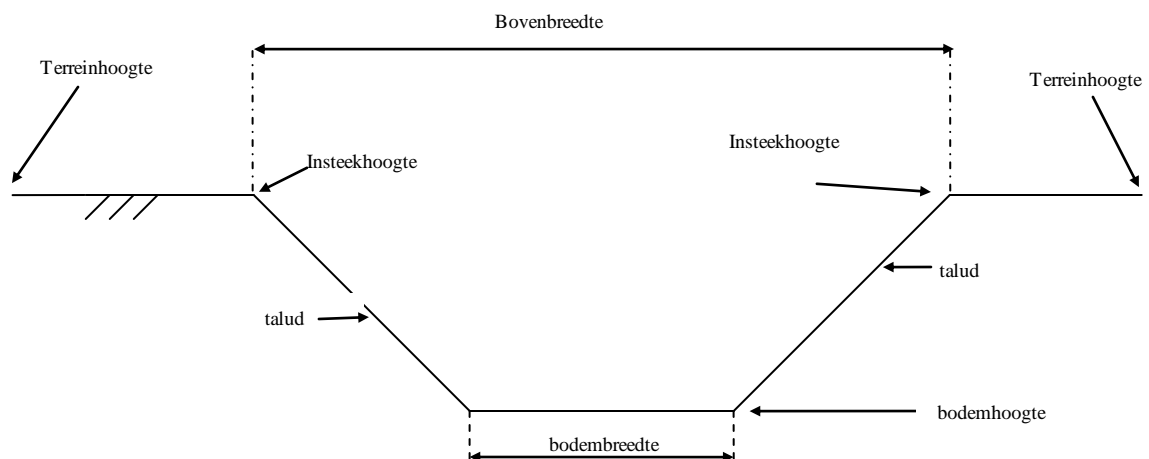 Bovenbreedte
Terreinhoogte
Terreinhoogte
Insteekhoogte
Insteekhoogte
talud
talud
bodemhoogte
bodembreedte